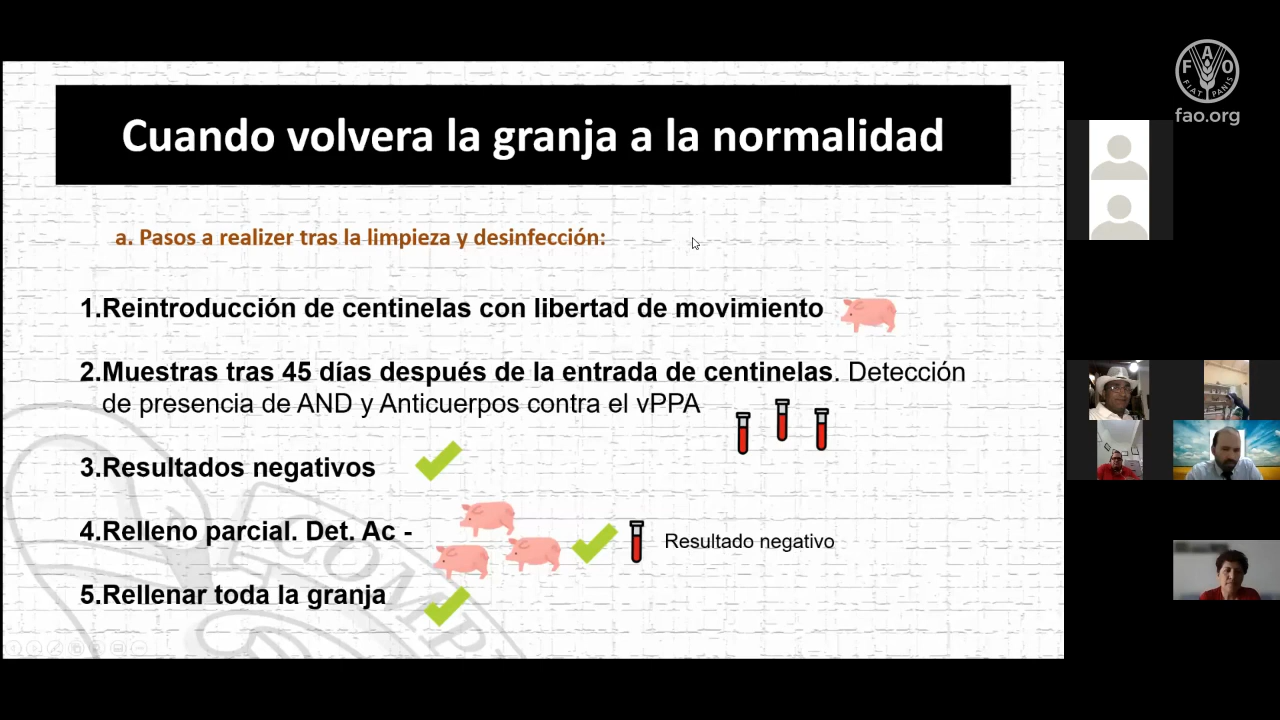 Cuando volvera la granja a la normalidad
a. Pasos a realizer tras la limpieza y desinfección:
1.Reintroducción de centinelas con libertad de movimiento
2.Muestras tras 45 días después de la entrada de centinelas. Detección
de presencia de AND y Anticuerpos contra el vPPA
3.Resultados negativos
4.Relleno parcial. Det. Ac -
Resultado negativo
5.Rellenar toda la granja
FAO
FIAT PANIS
fao.org